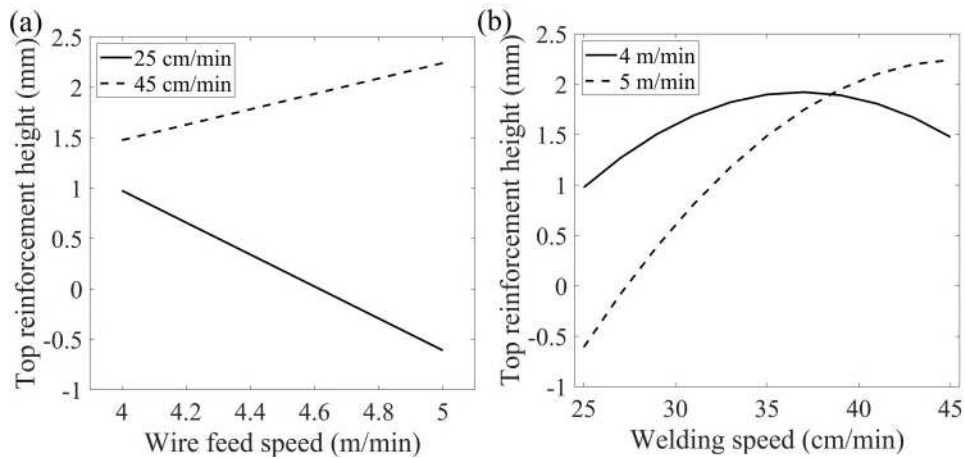 (a)
25 cm/min
45 cm/min
Top reinforcement height (mm)
2.5
2
1.5
1
0.5
0
-0.5
-1
4 4.2 4.4 4.6 4.8 5
Wire feed speed (m/min)
(b)
4 m/min
5 m/min
Top reinforcement height (mm)
2.5
2
1.5
1
0.5
0
-0.5
-1
25 30 35 40 45
Welding speed (cm/min)